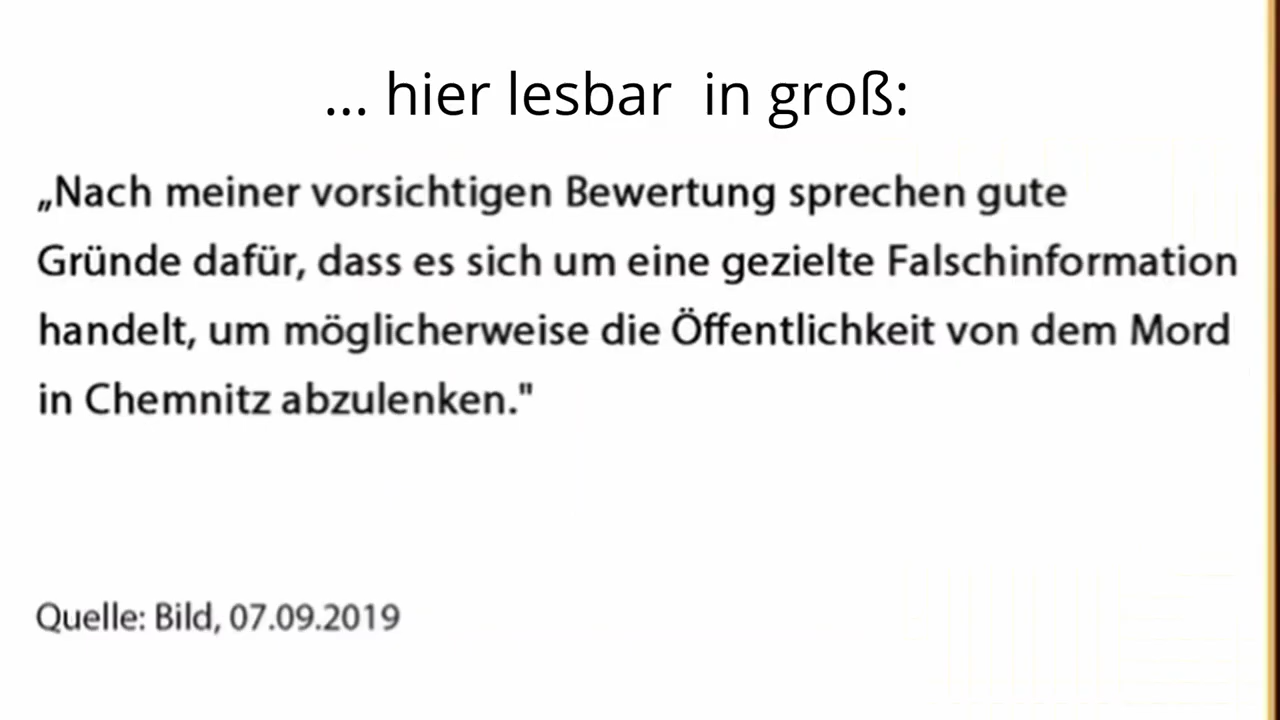 ... hier lesbar  in groß:
„Nach meiner vorsichtigen Bewertung sprechen gute
Gründe dafür, dass es sich um eine gezielte Falschinformation
handelt, um möglicherweise die Öffentlichkeit von dem Mord
in Chemnitz abzulenken."
Quelle: Bild, 07.09.2019